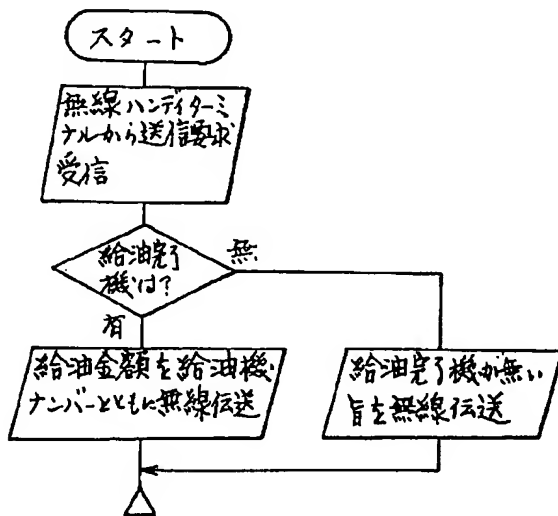 スタート
無線ハンディターミ
ナルから送信要求
受信
給油完了
機は?
無
有
給油金額を給油機
ナンバーとともに無線伝送
給油完了機が無い
旨を無線伝送